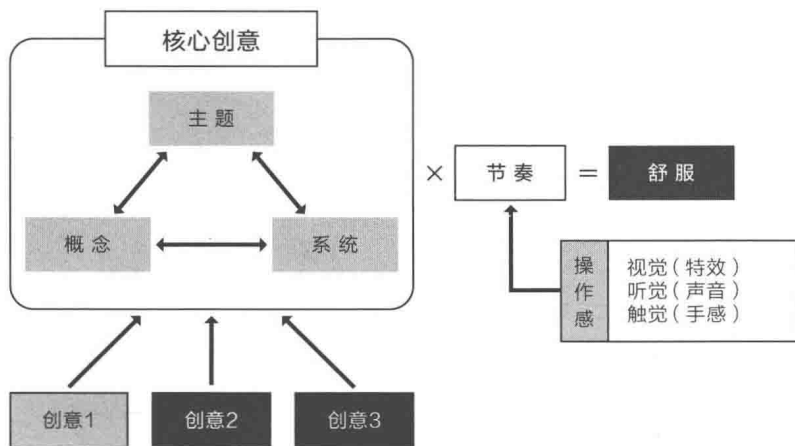 核心创意
主题
概念
系统
×
节奏
=
舒服
操作感
视觉（特效）
听觉（声音）
触觉（手感）
创意1
创意2
创意3